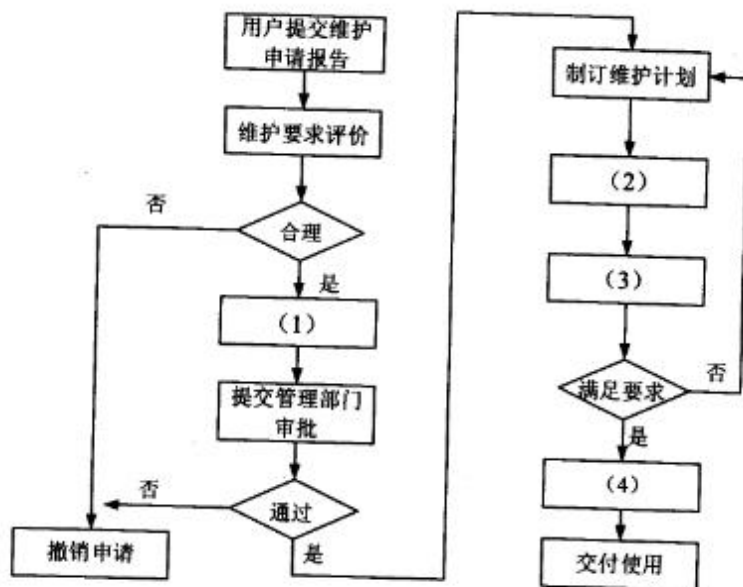 用户提交维护
申请报告
维护要求评价
否
合理
是
（1）
提交管理部门
审批
否
通过
是
撤销申请
制订维护计划
（2）
（3）
满足要求
否
是
（4）
交付使用